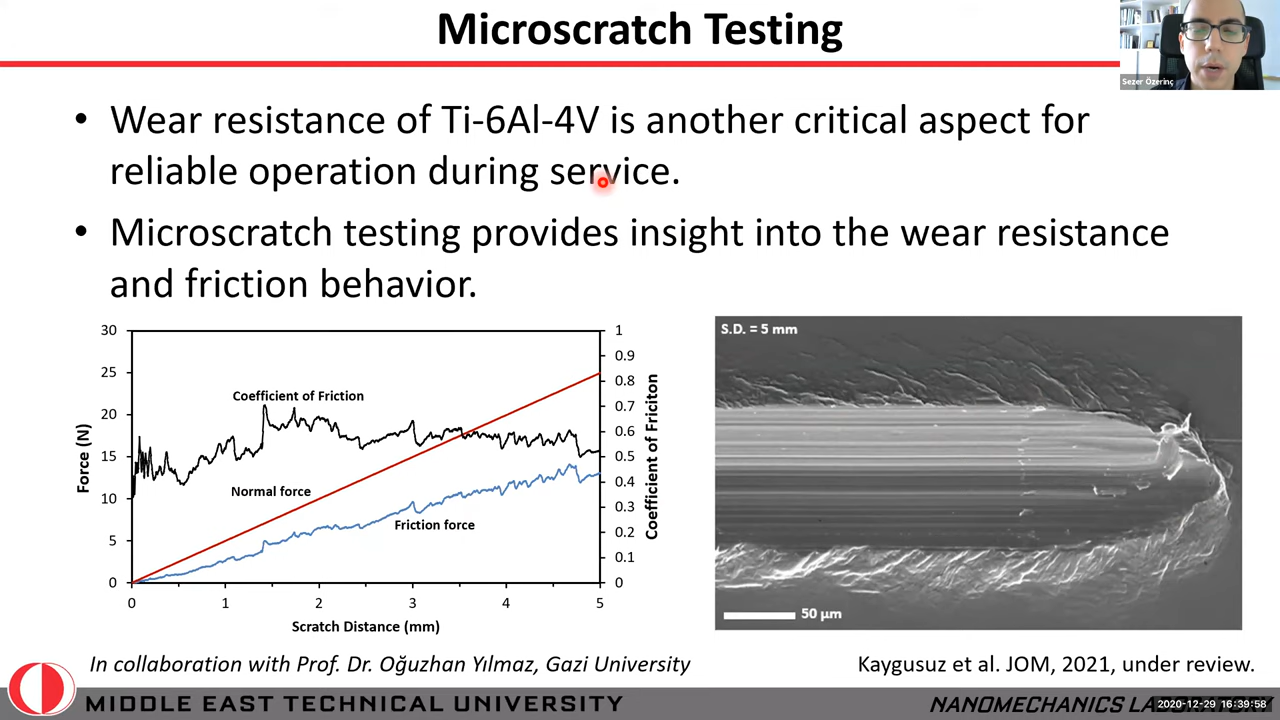 Microscratch Testing
Sezer Özerinç
• Wear resistance of Ti-6Al-4V is another critical aspect for
reliable operation during service.
• Microscratch testing provides insight into the wear resistance
and friction behavior.
30
25
20
15
10
5
0
Force (N)
Coefficient of Friction
Normal force
Friction force
1
0.9
0.8
0.7
0.6
0.5
0.4
0.3
0.2
0.1
0
Coefficient of Friciton
0 1 2 3 4 5
Scratch Distance (mm)
S.D. = 5 mm
50 µm
In collaboration with Prof. Dr. Oğuzhan Yılmaz, Gazi University
Kaygusuz et al. JOM, 2021, under review.
MIDDLE EAST TECHNICAL UNIVERSITY
NANOMECHANICS LABORATORY
2020-12-29 16:39:58